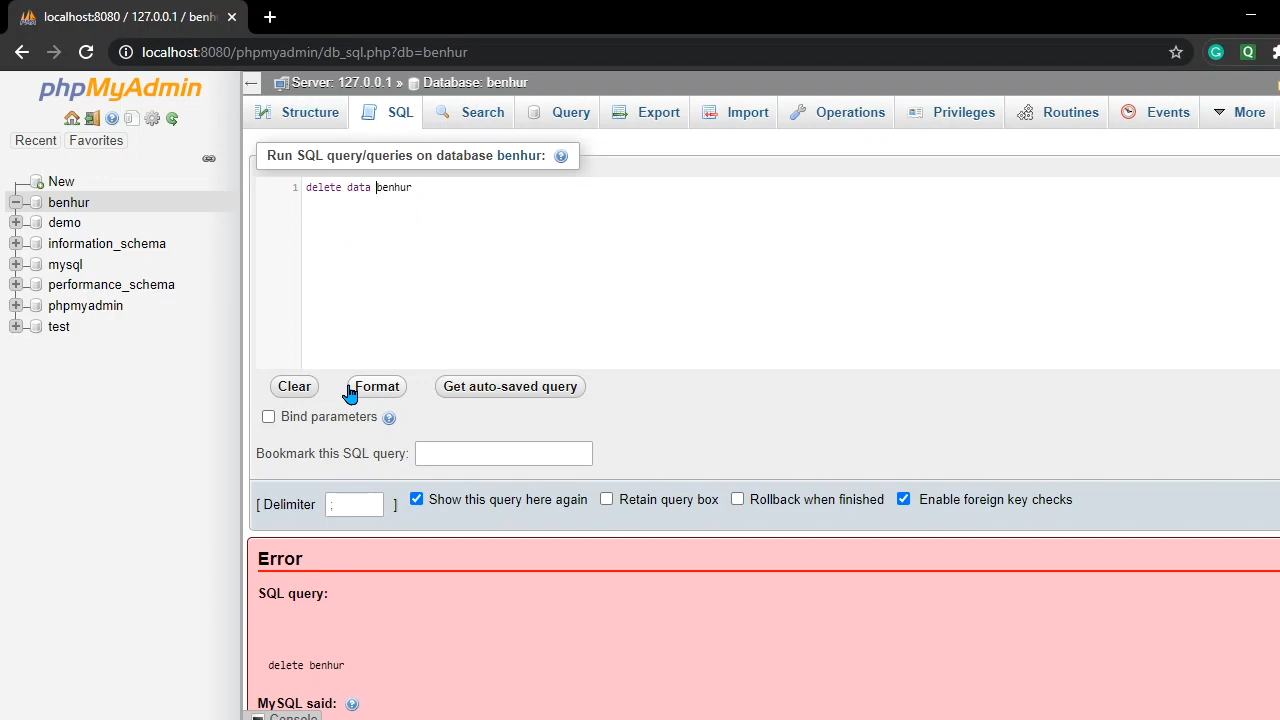 localhost:8080 / 127.0.0.1 / benh
localhost:8080/phpmyadmin/db_sql.php?db=benhur
phpMyAdmin
Recent Favorites
New
benhur
demo
information_schema
mysql
performance_schema
phpmyadmin
test
Server: 127.0.0.1 » Database: benhur
Structure SQL Search Query Export Import Operations Privileges Routines Events More
Run SQL query/queries on database benhur:
1 delete data benhur
Clear Format Get auto-saved query
Bind parameters
Bookmark this SQL query:
[ Delimiter ; ] Show this query here again Retain query box Rollback when finished Enable foreign key checks
Error
SQL query:
delete benhur
MySQL said:
Console